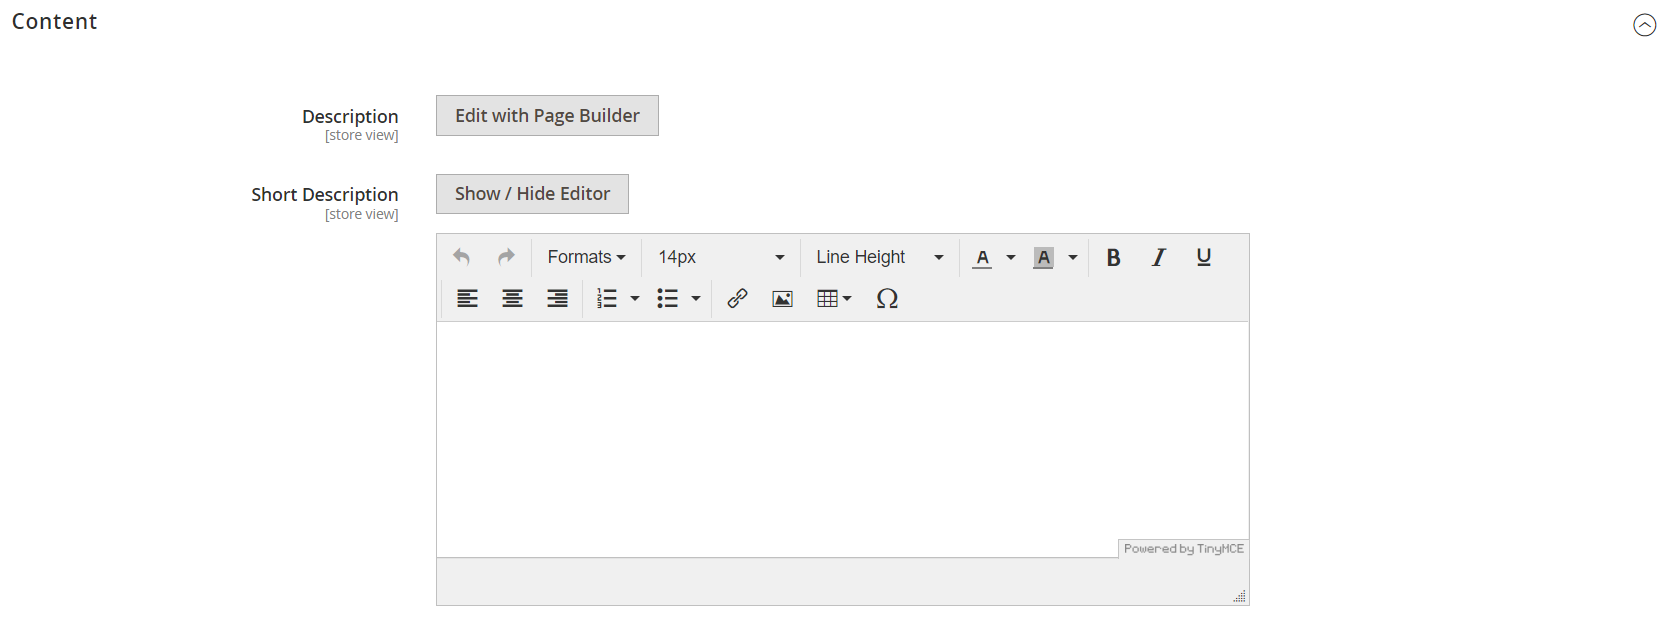 Content
Description
[store view]
Edit with Page Builder
Short Description
[store view]
Show / Hide Editor
Formats 14px Line Height A A B I U
Ω
Powered by TinyMCE